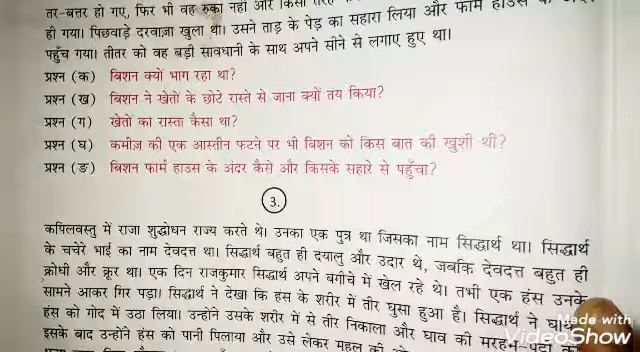 तर-बत्तर हो गए, फिर भी वह रुका नहीं और किसी
ही गया। पिछवाड़े दरवाज़ा खुला था। उसने ताड़ के पेड़ का सहारा लिया और फार्म हाउस के
पहुँच गया। तीतर को वह बड़ी सावधानी के साथ अपने सीने से लगाए हुए था।
प्रश्न (क) बिशन क्यों भाग रहा था?
प्रश्न (ख) बिशन ने खेतों के छोटे रास्ते से जाना क्यों तय किया?
प्रश्न (ग) खेतों का रास्ता कैसा था?
प्रश्न (घ) कमीज़ की एक आस्तीन फटने पर भी बिशन को किस बात की खुशी थी?
प्रश्न (ङ) बिशन फार्म हाउस के अंदर कैसे और किसके सहारे से पहुँचा?
3.
कपिलवस्तु में राजा शुद्धोधन राज्य करते थे। उनका एक पुत्र था जिसका नाम सिद्धार्थ था। सिद्धार्थ
के चचेरे भाई का नाम देवदत्त था। सिद्धार्थ बहुत ही दयालु और उदार थे, जबकि देवदत्त बहुत ही
क्रोधी और क्रूर था। एक दिन राजकुमार सिद्धार्थ अपने बगीचे में खेल रहे थे। तभी एक हंस उनके
सामने आकर गिर पड़ा। सिद्धार्थ ने देखा कि हंस के शरीर में तीर घुसा हुआ है। सिद्धार्थ ने
हंस को गोद में उठा लिया। उन्होंने उसके शरीर में से तीर निकाला और घाव की मरहम-पट्टी
इसके बाद उन्होंने हंस को पानी पिलाया और उसे लेकर महल की
Made with
VideoShow